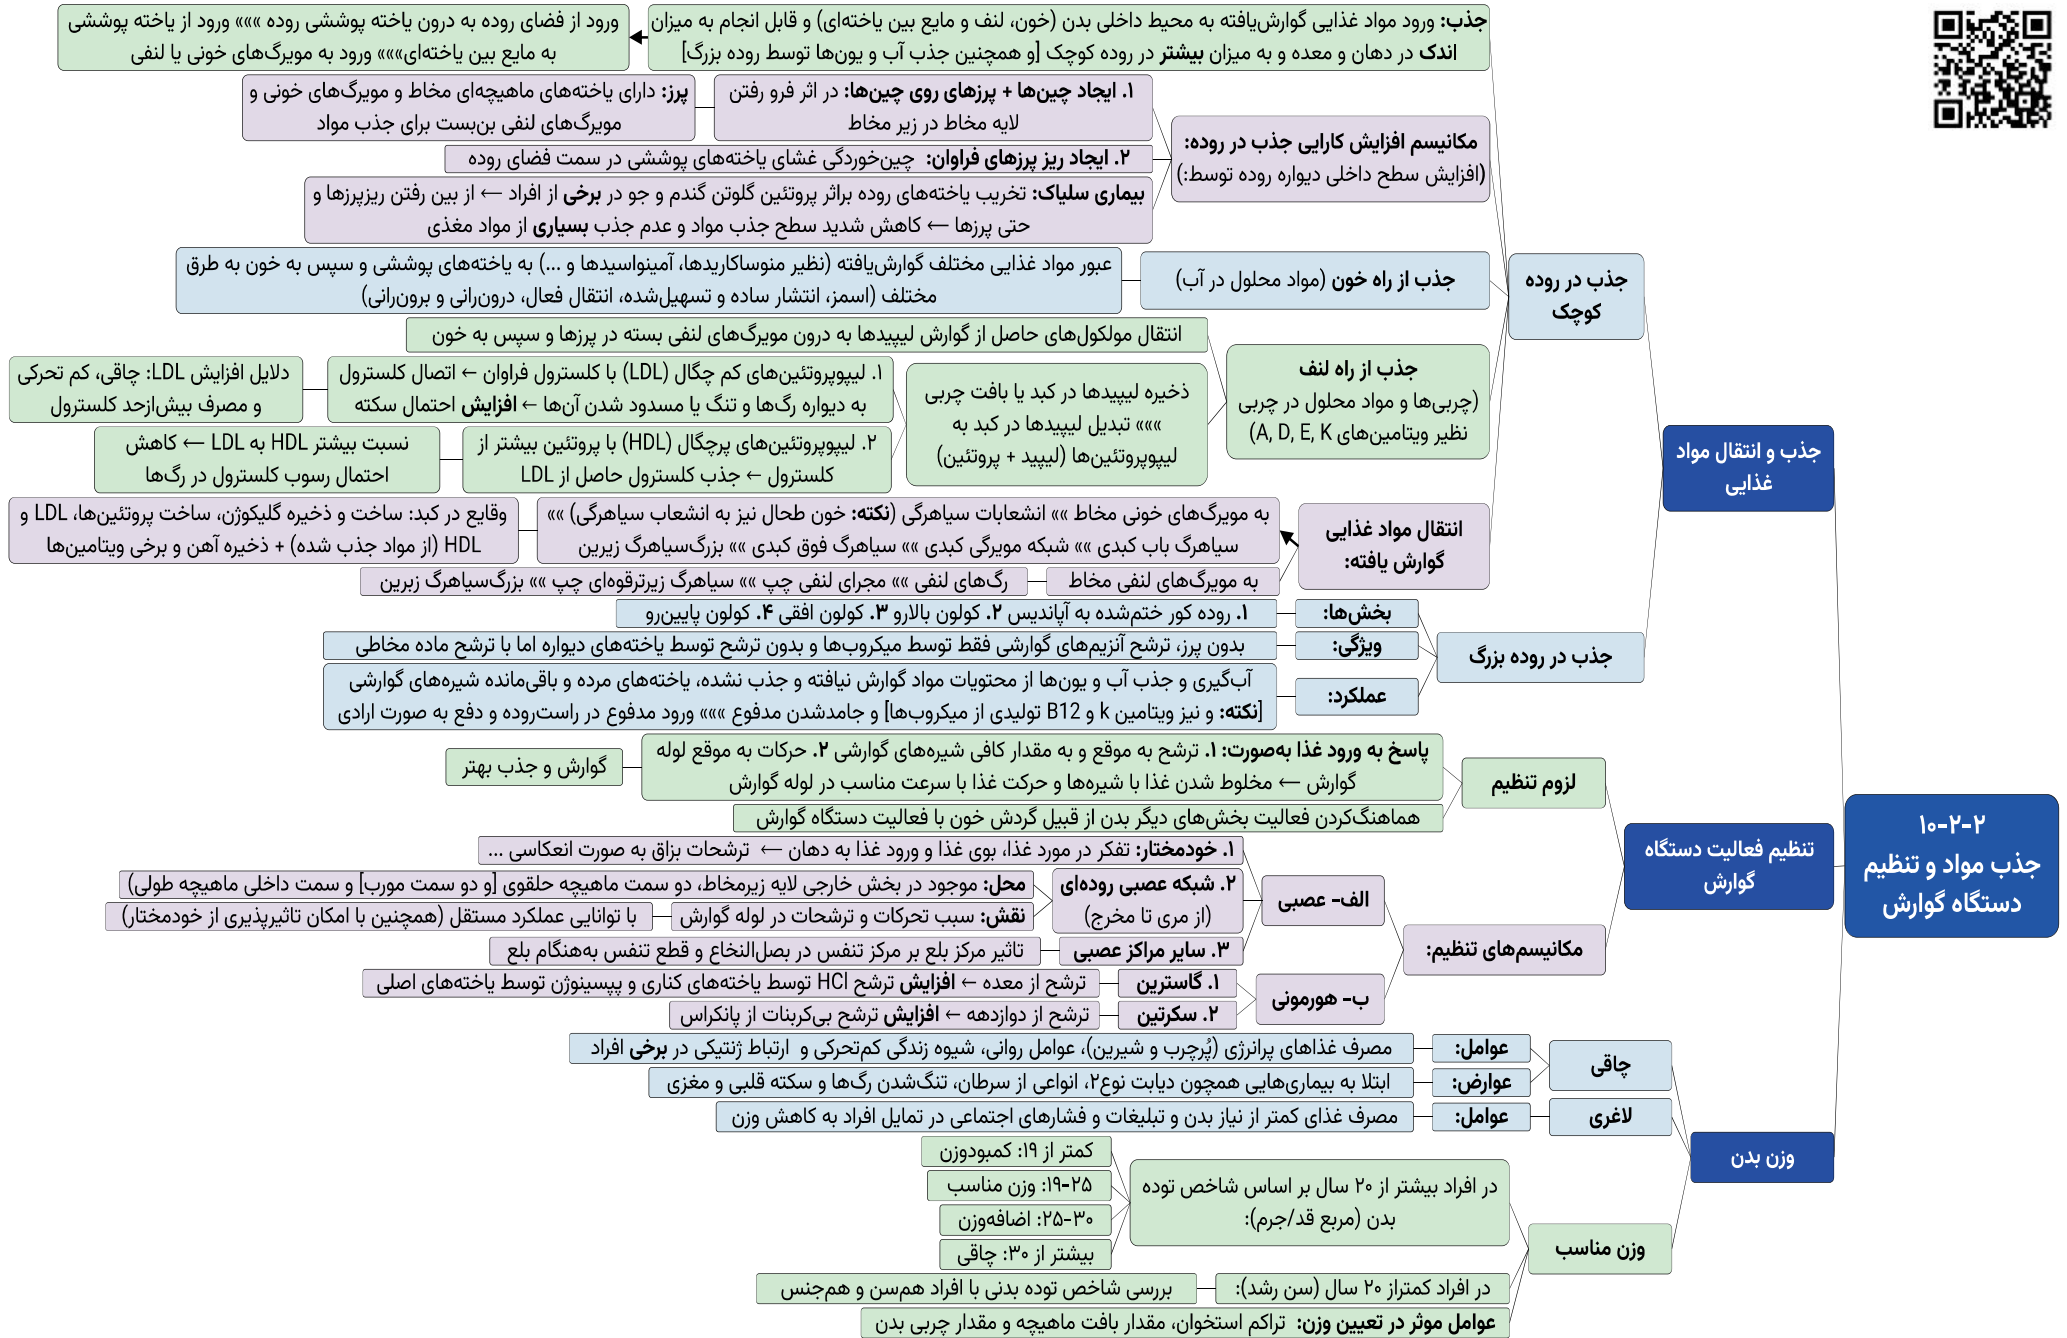 ۱۰-۲-۲
جذب مواد و تنظیم
دستگاه گوارش
جذب و انتقال مواد
غذایی
جذب در روده
کوچک
جذب: ورود مواد غذایی گوارش‌یافته به محیط داخلی بدن (خون، لنف و مایع بین یاخته‌ای) و قابل انجام به میزان
اندک در دهان و معده و به میزان بیشتر در روده کوچک [و همچنین جذب آب و یون‌ها توسط روده بزرگ]
ورود از فضای روده به درون یاخته پوششی روده »»» ورود از یاخته پوششی
به مایع بین یاخته‌ای»»» ورود به مویرگ‌های خونی یا لنفی
مکانیسم افزایش کارایی جذب در روده:
(افزایش سطح داخلی دیواره روده توسط:)
۱. ایجاد چین‌ها + پرزهای روی چین‌ها: در اثر فرو رفتن
لایه مخاط در زیر مخاط
پرز: دارای یاخته‌های ماهیچه‌ای مخاط و مویرگ‌های خونی و
مویرگ‌های لنفی بن‌بست برای جذب مواد
۲. ایجاد ریز پرزهای فراوان: چین‌خوردگی غشای یاخته‌های پوششی در سمت فضای روده
بیماری سلیاک: تخریب یاخته‌های روده براثر پروتئین گلوتن گندم و جو در برخی از افراد ← از بین رفتن ریزپرزها و
حتی پرزها ← کاهش شدید سطح جذب مواد و عدم جذب بسیاری از مواد مغذی
جذب از راه خون (مواد محلول در آب)
عبور مواد غذایی مختلف گوارش‌یافته (نظیر منوساکاریدها، آمینواسیدها و ...) به یاخته‌های پوششی و سپس به خون به طرق
مختلف (اسمز، انتشار ساده و تسهیل‌شده، انتقال فعال، درون‌رانی و برون‌رانی)
جذب از راه لنف
(چربی‌ها و مواد محلول در چربی
نظیر ویتامین‌های A, D, E, K)
انتقال مولکول‌های حاصل از گوارش لیپیدها به درون مویرگ‌های لنفی بسته در پرزها و سپس به خون
ذخیره لیپیدها در کبد یا بافت چربی
»»» تبدیل لیپیدها در کبد به
لیپوپروتئین‌ها (لیپید + پروتئین)
۱. لیپوپروتئین‌های کم چگال (LDL) با کلسترول فراوان ← اتصال کلسترول
به دیواره رگ‌ها و تنگ یا مسدود شدن آن‌ها ← افزایش احتمال سکته
دلایل افزایش LDL: چاقی، کم تحرکی
و مصرف بیش‌ازحد کلسترول
۲. لیپوپروتئین‌های پرچگال (HDL) با پروتئین بیشتر از
کلسترول ← جذب کلسترول حاصل از LDL
نسبت بیشتر HDL به LDL ← کاهش
احتمال رسوب کلسترول در رگ‌ها
انتقال مواد غذایی
گوارش یافته:
به مویرگ‌های خونی مخاط »» انشعابات سیاهرگی (نکته: خون طحال نیز به انشعاب سیاهرگی) »»
سیاهرگ باب کبدی »» شبکه مویرگی کبدی »» سیاهرگ فوق کبدی »» بزرگ‌سیاهرگ زیرین
وقایع در کبد: ساخت و ذخیره گلیکوژن، ساخت پروتئین‌ها، LDL و
HDL (از مواد جذب شده) + ذخیره آهن و برخی ویتامین‌ها
به مویرگ‌های لنفی مخاط
رگ‌های لنفی »» مجرای لنفی چپ »» سیاهرگ زیرترقوه‌ای چپ »» بزرگ‌سیاهرگ زبرین
جذب در روده بزرگ
بخش‌ها:
۱. روده کور ختم‌شده به آپاندیس ۲. کولون بالارو ۳. کولون افقی ۴. کولون پایین‌رو
ویژگی:
بدون پرز، ترشح آنزیم‌های گوارشی فقط توسط میکروب‌ها و بدون ترشح توسط یاخته‌های دیواره اما با ترشح ماده مخاطی
عملکرد:
آب‌گیری و جذب آب و یون‌ها از محتویات مواد گوارش نیافته و جذب نشده، یاخته‌های مرده و باقی‌مانده شیره‌های گوارشی
[نکته: و نیز ویتامین k و B12 تولیدی از میکروب‌ها] و جامدشدن مدفوع »»» ورود مدفوع در راست‌روده و دفع به صورت ارادی
تنظیم فعالیت دستگاه
گوارش
لزوم تنظیم
پاسخ به ورود غذا به‌صورت: ۱. ترشح به موقع و به مقدار کافی شیره‌های گوارشی ۲. حرکات به موقع لوله
گوارش ← مخلوط شدن غذا با شیره‌ها و حرکت غذا با سرعت مناسب در لوله گوارش
گوارش و جذب بهتر
هماهنگ‌کردن فعالیت بخش‌های دیگر بدن از قبیل گردش خون با فعالیت دستگاه گوارش
مکانیسم‌های تنظیم:
الف- عصبی
۱. خودمختار: تفکر در مورد غذا، بوی غذا و ورود غذا به دهان ← ترشحات بزاق به صورت انعکاسی ...
۲. شبکه عصبی روده‌ای
(از مری تا مخرج)
محل: موجود در بخش خارجی لایه زیرمخاط، دو سمت ماهیچه حلقوی [و دو سمت مورب] و سمت داخلی ماهیچه طولی)
نقش: سبب تحرکات و ترشحات در لوله گوارش
با توانایی عملکرد مستقل (همچنین با امکان تاثیرپذیری از خودمختار)
۳. سایر مراکز عصبی
تاثیر مرکز بلع بر مرکز تنفس در بصل‌النخاع و قطع تنفس به‌هنگام بلع
ب- هورمونی
۱. گاسترین
ترشح از معده ← افزایش ترشح HCl توسط یاخته‌های کناری و پپسینوژن توسط یاخته‌های اصلی
۲. سکرتین
ترشح از دوازدهه ← افزایش ترشح بی‌کربنات از پانکراس
وزن بدن
چاقی
عوامل:
مصرف غذاهای پرانرژی (پُرچرب و شیرین)، عوامل روانی، شیوه زندگی کم‌تحرکی و ارتباط ژنتیکی در برخی افراد
عوارض:
ابتلا به بیماری‌هایی همچون دیابت نوع۲، انواعی از سرطان، تنگ‌شدن رگ‌ها و سکته قلبی و مغزی
لاغری
عوامل:
مصرف غذای کمتر از نیاز بدن و تبلیغات و فشارهای اجتماعی در تمایل افراد به کاهش وزن
وزن مناسب
در افراد بیشتر از ۲۰ سال بر اساس شاخص توده
بدن (مربع قد/جرم):
کمتر از ۱۹: کمبودوزن
۱۹-۲۵: وزن مناسب
۲۵-۳۰: اضافه‌وزن
بیشتر از ۳۰: چاقی
در افراد کمتراز ۲۰ سال (سن رشد):
بررسی شاخص توده بدنی با افراد هم‌سن و هم‌جنس
عوامل موثر در تعیین وزن: تراکم استخوان، مقدار بافت ماهیچه و مقدار چربی بدن